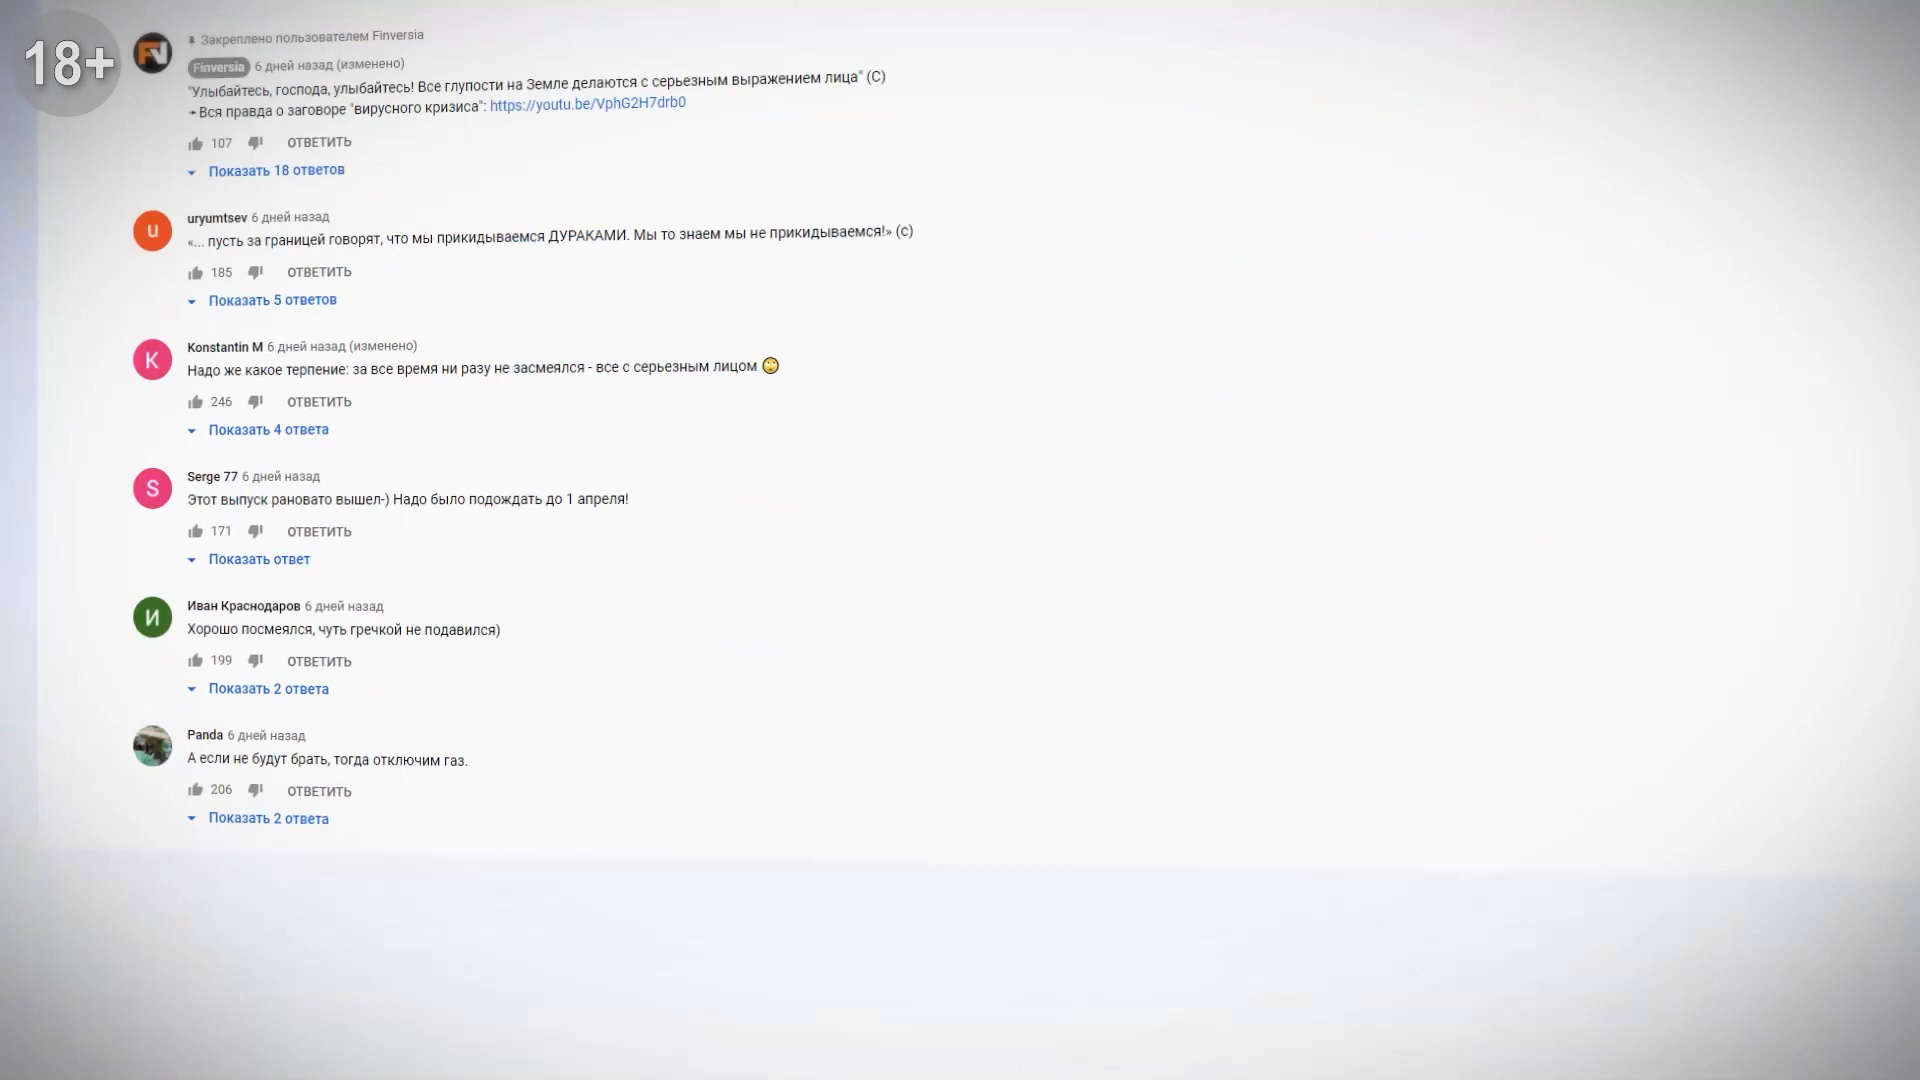 18+
Закреплено пользователем Finversia
Finversia 6 дней назад (изменено)
"Улыбайтесь, господа, улыбайтесь! Все глупости на Земле делаются с серьезным выражением лица" (С)
➛ Вся правда о заговоре "вирусного кризиса": https://youtu.be/VphG2H7drb0
107 ОТВЕТИТЬ
Показать 18 ответов
u
uryumtsev 6 дней назад
«... пусть за границей говорят, что мы прикидываемся ДУРАКАМИ. Мы то знаем мы не прикидываемся!» (с)
185 ОТВЕТИТЬ
Показать 5 ответов
K
Konstantin M 6 дней назад (изменено)
Надо же какое терпение: за все время ни разу не засмеялся - все с серьезным лицом 🙄
246 ОТВЕТИТЬ
Показать 4 ответа
S
Serge 77 6 дней назад
Этот выпуск рановато вышел-) Надо было подождать до 1 апреля!
171 ОТВЕТИТЬ
Показать ответ
И
Иван Краснодаров 6 дней назад
Хорошо посмеялся, чуть гречкой не подавился)
199 ОТВЕТИТЬ
Показать 2 ответа
Panda 6 дней назад
А если не будут брать, тогда отключим газ.
206 ОТВЕТИТЬ
Показать 2 ответа